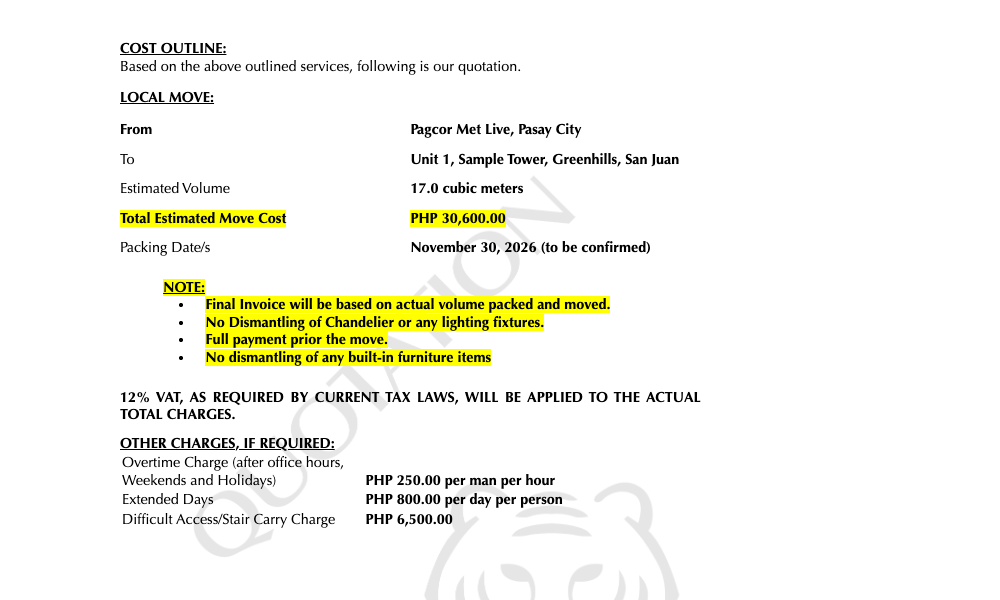 COST OUTLINE:
Based on the above outlined services, following is our quotation.
LOCAL MOVE:
From Pagcor Met Live, Pasay City
To Unit 1, Sample Tower, Greenhills, San Juan
Estimated Volume 17.0 cubic meters
Total Estimated Move Cost PHP 30,600.00
Packing Date/s November 30, 2026 (to be confirmed)
NOTE:
• Final Invoice will be based on actual volume packed and moved.
• No Dismantling of Chandelier or any lighting fixtures.
• Full payment prior the move.
• No dismantling of any built-in furniture items
12% VAT, AS REQUIRED BY CURRENT TAX LAWS, WILL BE APPLIED TO THE ACTUAL
TOTAL CHARGES.
OTHER CHARGES, IF REQUIRED:
Overtime Charge (after office hours,
Weekends and Holidays) PHP 250.00 per man per hour
Extended Days PHP 800.00 per day per person
Difficult Access/Stair Carry Charge PHP 6,500.00
QUOTATION